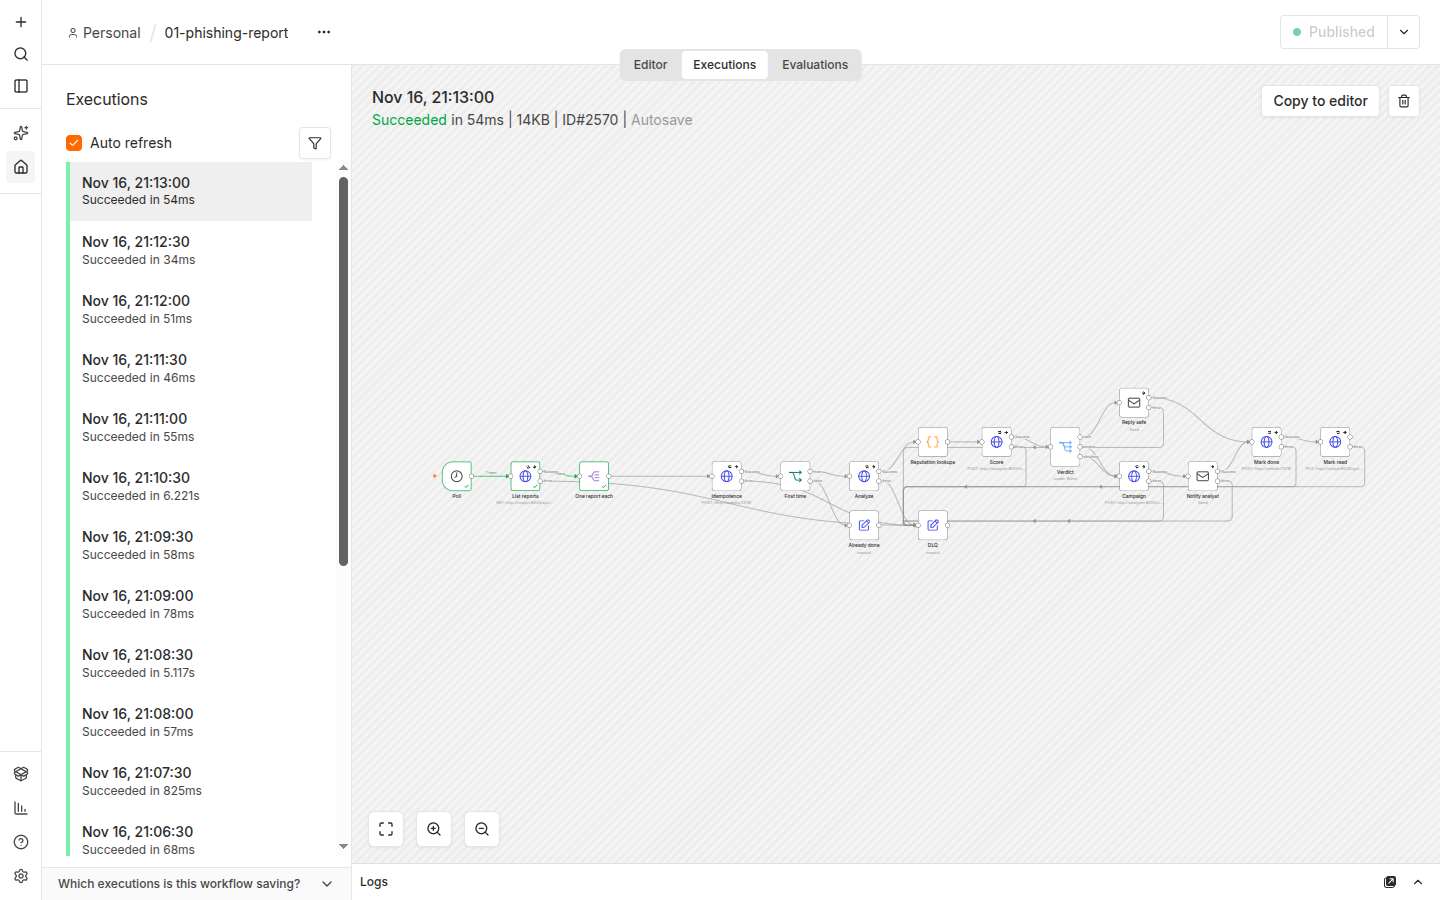 Personal / 01-phishing-report
Published
Editor
Executions
Evaluations
Executions
Auto refresh
Nov 16, 21:13:00
Succeeded in 54ms
Nov 16, 21:12:30
Succeeded in 34ms
Nov 16, 21:12:00
Succeeded in 51ms
Nov 16, 21:11:30
Succeeded in 46ms
Nov 16, 21:11:00
Succeeded in 55ms
Nov 16, 21:10:30
Succeeded in 6.221s
Nov 16, 21:09:30
Succeeded in 58ms
Nov 16, 21:09:00
Succeeded in 78ms
Nov 16, 21:08:30
Succeeded in 5.117s
Nov 16, 21:08:00
Succeeded in 57ms
Nov 16, 21:07:30
Succeeded in 825ms
Nov 16, 21:06:30
Succeeded in 68ms
Which executions is this workflow saving?
Nov 16, 21:13:00
Succeeded in 54ms | 14KB | ID#2570 | Autosave
Copy to editor
Reply safe
Reputation lookups
Score
Verdict
Mark done
Mark read
Poll
List reports
One report each
Idempotence
First time
Analyze
Campaign
Notify analyst
Already done
DLQ
Logs